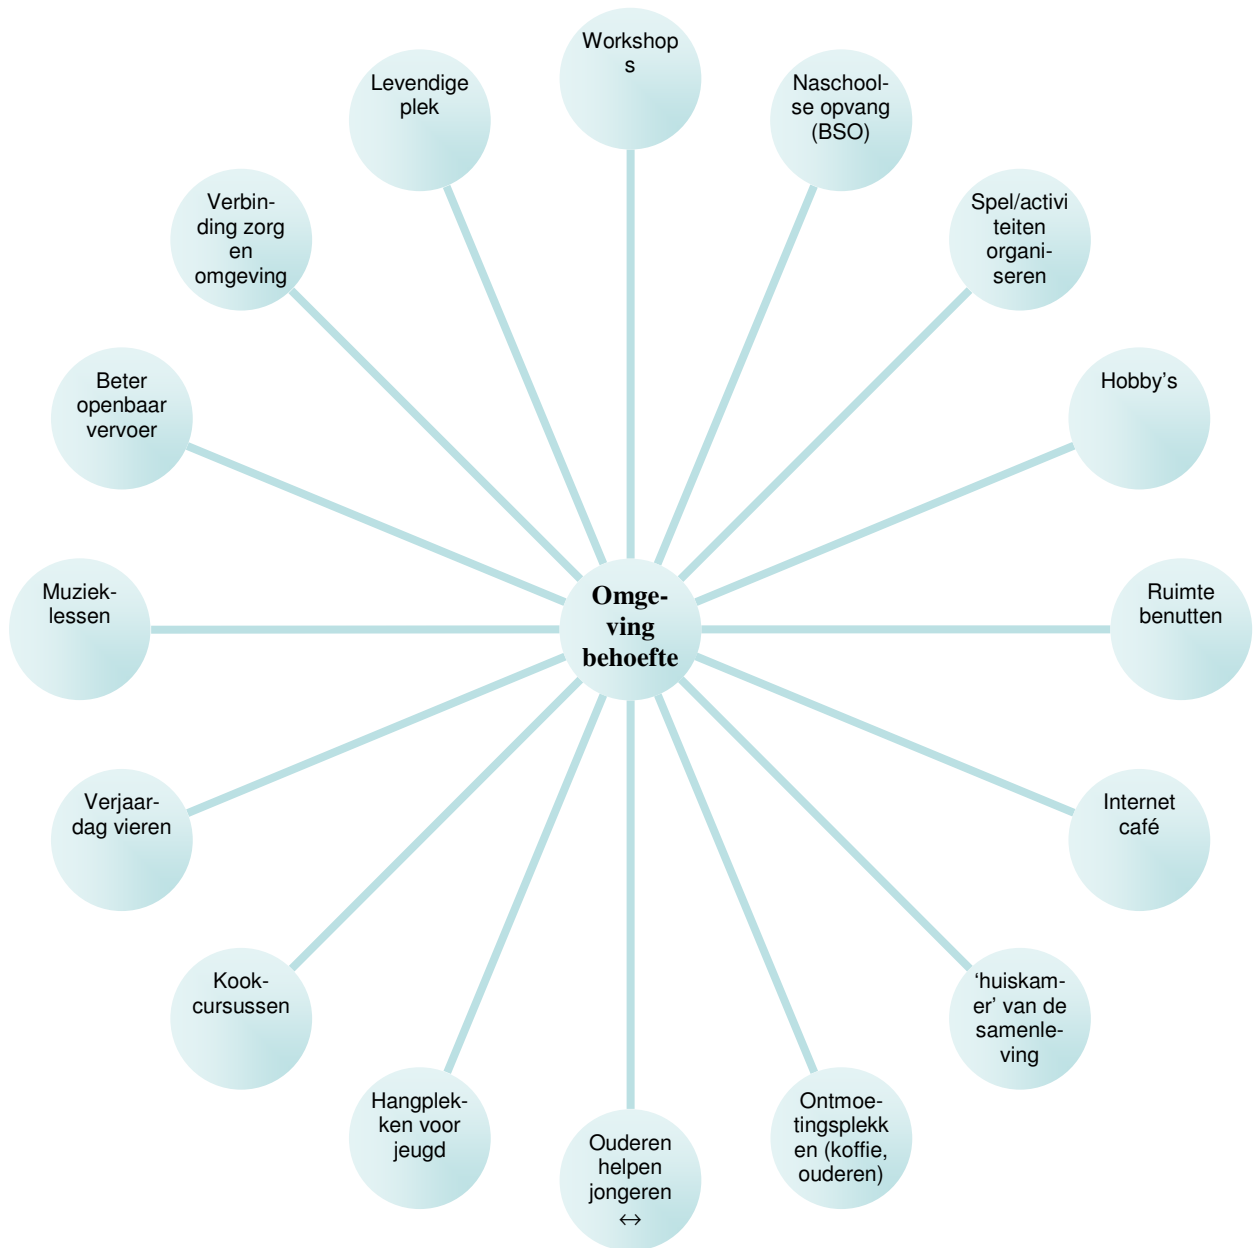 Workshop
s
Naschool-
se opvang
(BSO)
Spel/activi
teiten
organi-
seren
Hobby's
Ruimte
benutten
Internet
café
‘huiskam-
er’ van de
samenle-
ving
Ontmoe-
tingsplekk
en (koffie,
ouderen)
Ouderen
helpen
jongeren
↔
Hangplek-
ken voor
jeugd
Kook-
cursussen
Verjaar-
dag vieren
Muziek-
lessen
Beter
openbaar
vervoer
Verbin-
ding zorg
en
omgeving
Levendige
plek
Omge-
ving
behoefte